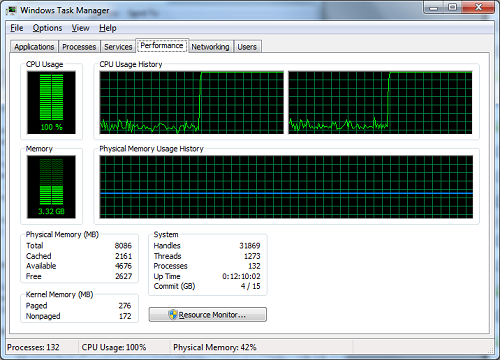 Windows Task Manager
File Options View Help
Applications Processes Services Performance Networking Users
CPU Usage
CPU Usage History
100 %
Memory
Physical Memory Usage History
3.32 GB
Physical Memory (MB)
Total 8086
Cached 2161
Available 4676
Free 2627
Kernel Memory (MB)
Paged 276
Nonpaged 172
System
Handles 31869
Threads 1273
Processes 132
Up Time 0:12:10:02
Commit (GB) 4 / 15
Resource Monitor...
Processes: 132 CPU Usage: 100% Physical Memory: 42%